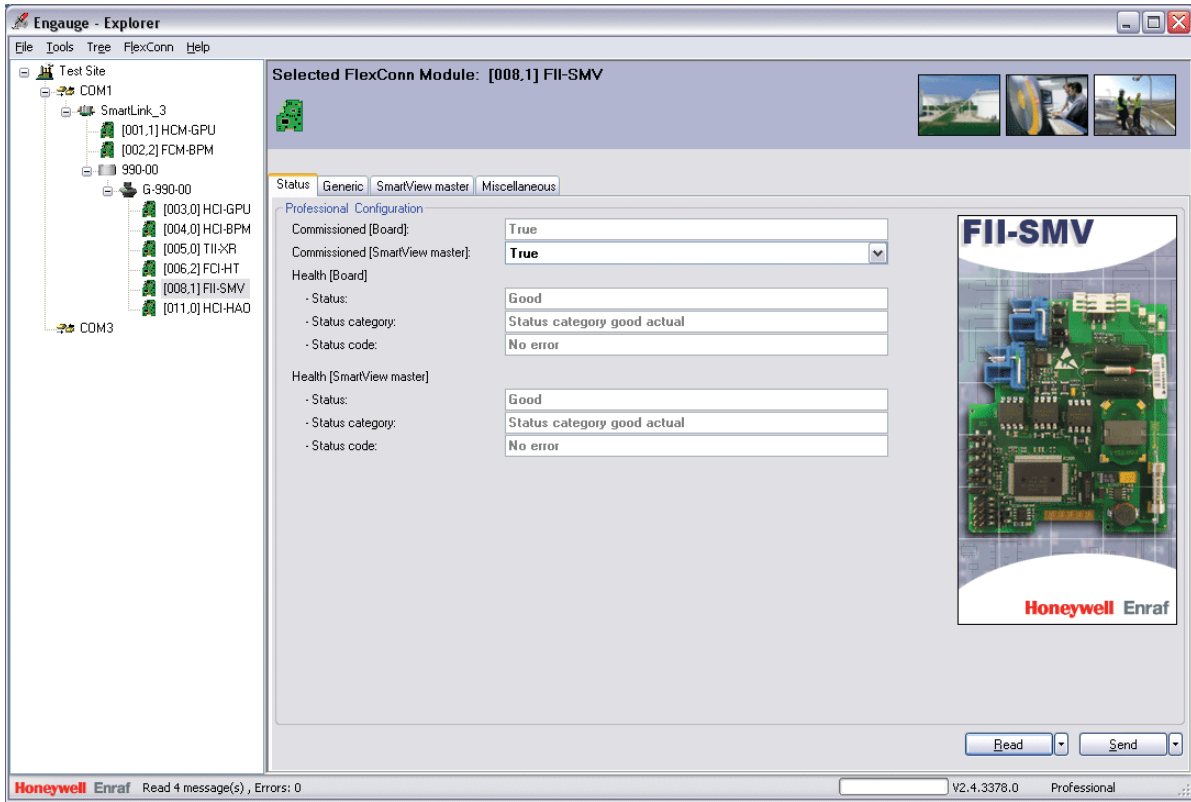 Engauge - Explorer
File Tools Tree FlexConn Help
Test Site
COM1
SmartLink_3
[001,1] HCM-GPU
[002,2] FCM-BPM
990-00
G-990-00
[003,0] HCI-GPU
[004,0] HCI-BPM
[005,0] TII-XR
[006,2] FCI-HT
[008,1] FII-SMV
[011,0] HCI-HAO
COM3
Selected FlexConn Module: [008,1] FII-SMV
Status Generic SmartView master Miscellaneous
Professional Configuration
Commissioned [Board]: True
Commissioned [SmartView master]: True
Health [Board]
- Status: Good
- Status category: Status category good actual
- Status code: No error
Health [SmartView master]
- Status: Good
- Status category: Status category good actual
- Status code: No error
FII-SMV
Honeywell Enraf
Read Send
Honeywell Enraf Read 4 message(s) , Errors: 0 V2.4.3378.0 Professional